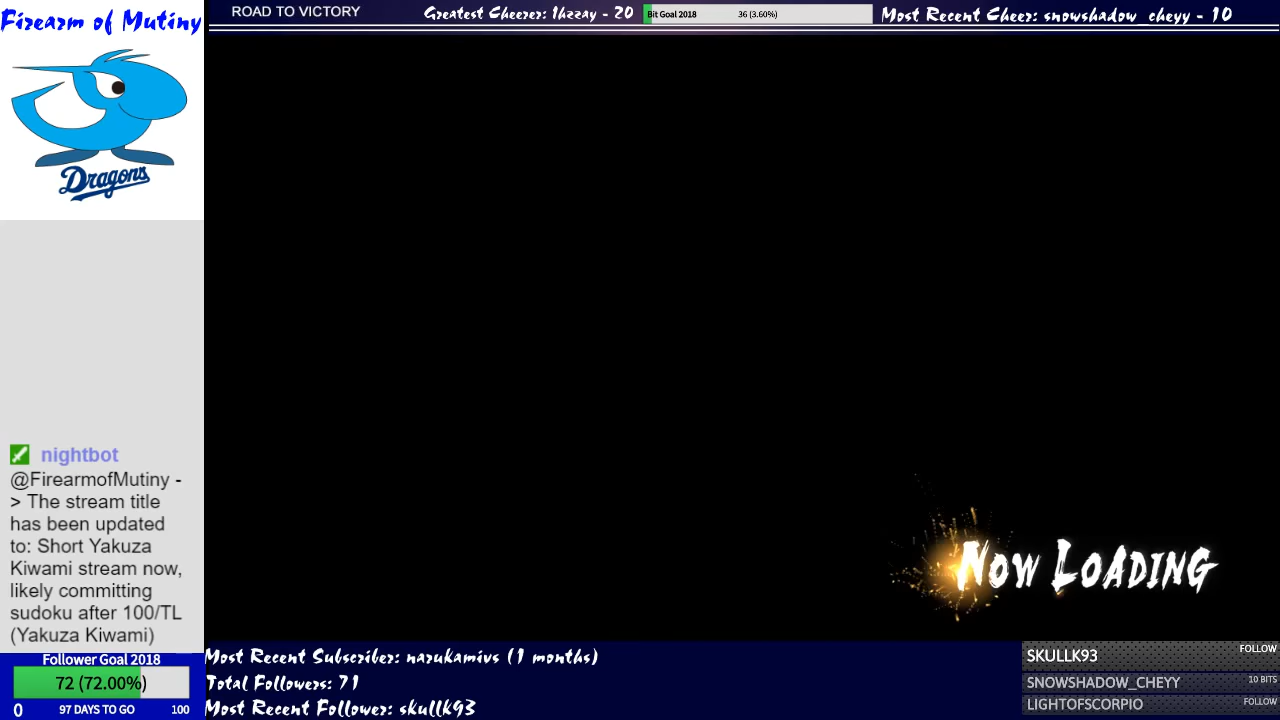 Firearm of Mutiny
Dragons
ROAD TO VICTORY
Greatest Cheerer: 1hzzay - 20
Bit Goal 2018
36 (3.60%)
Most Recent Cheer: snowshadow_cheyy - 10
nightbot
@FirearmofMutiny -
> The stream title
has been updated
to: Short Yakuza
Kiwami stream now,
likely committing
sudoku after 100/TL
(Yakuza Kiwami)
Now Loading
Follower Goal 2018
72 (72.00%)
0 97 DAYS TO GO 100
Most Recent Subscriber: narukamivs (1 months)
Total Followers: 71
Most Recent Follower: skullk93
SKULLK93 FOLLOW
SNOWSHADOW_CHEYY 10 BITS
LIGHTOFSCORPIO FOLLOW